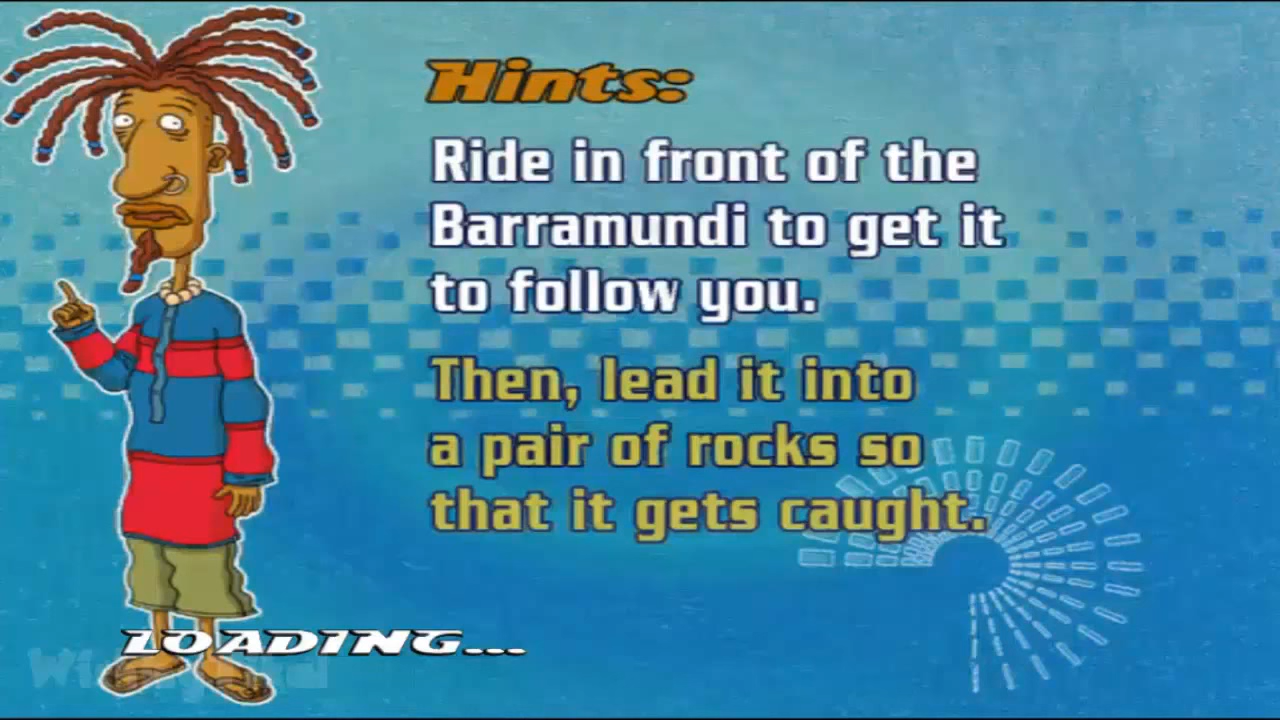 Hints:
Ride in front of the
Barramundi to get it
to follow you.
Then, lead it into
a pair of rocks so
that it gets caught.
LOADING...